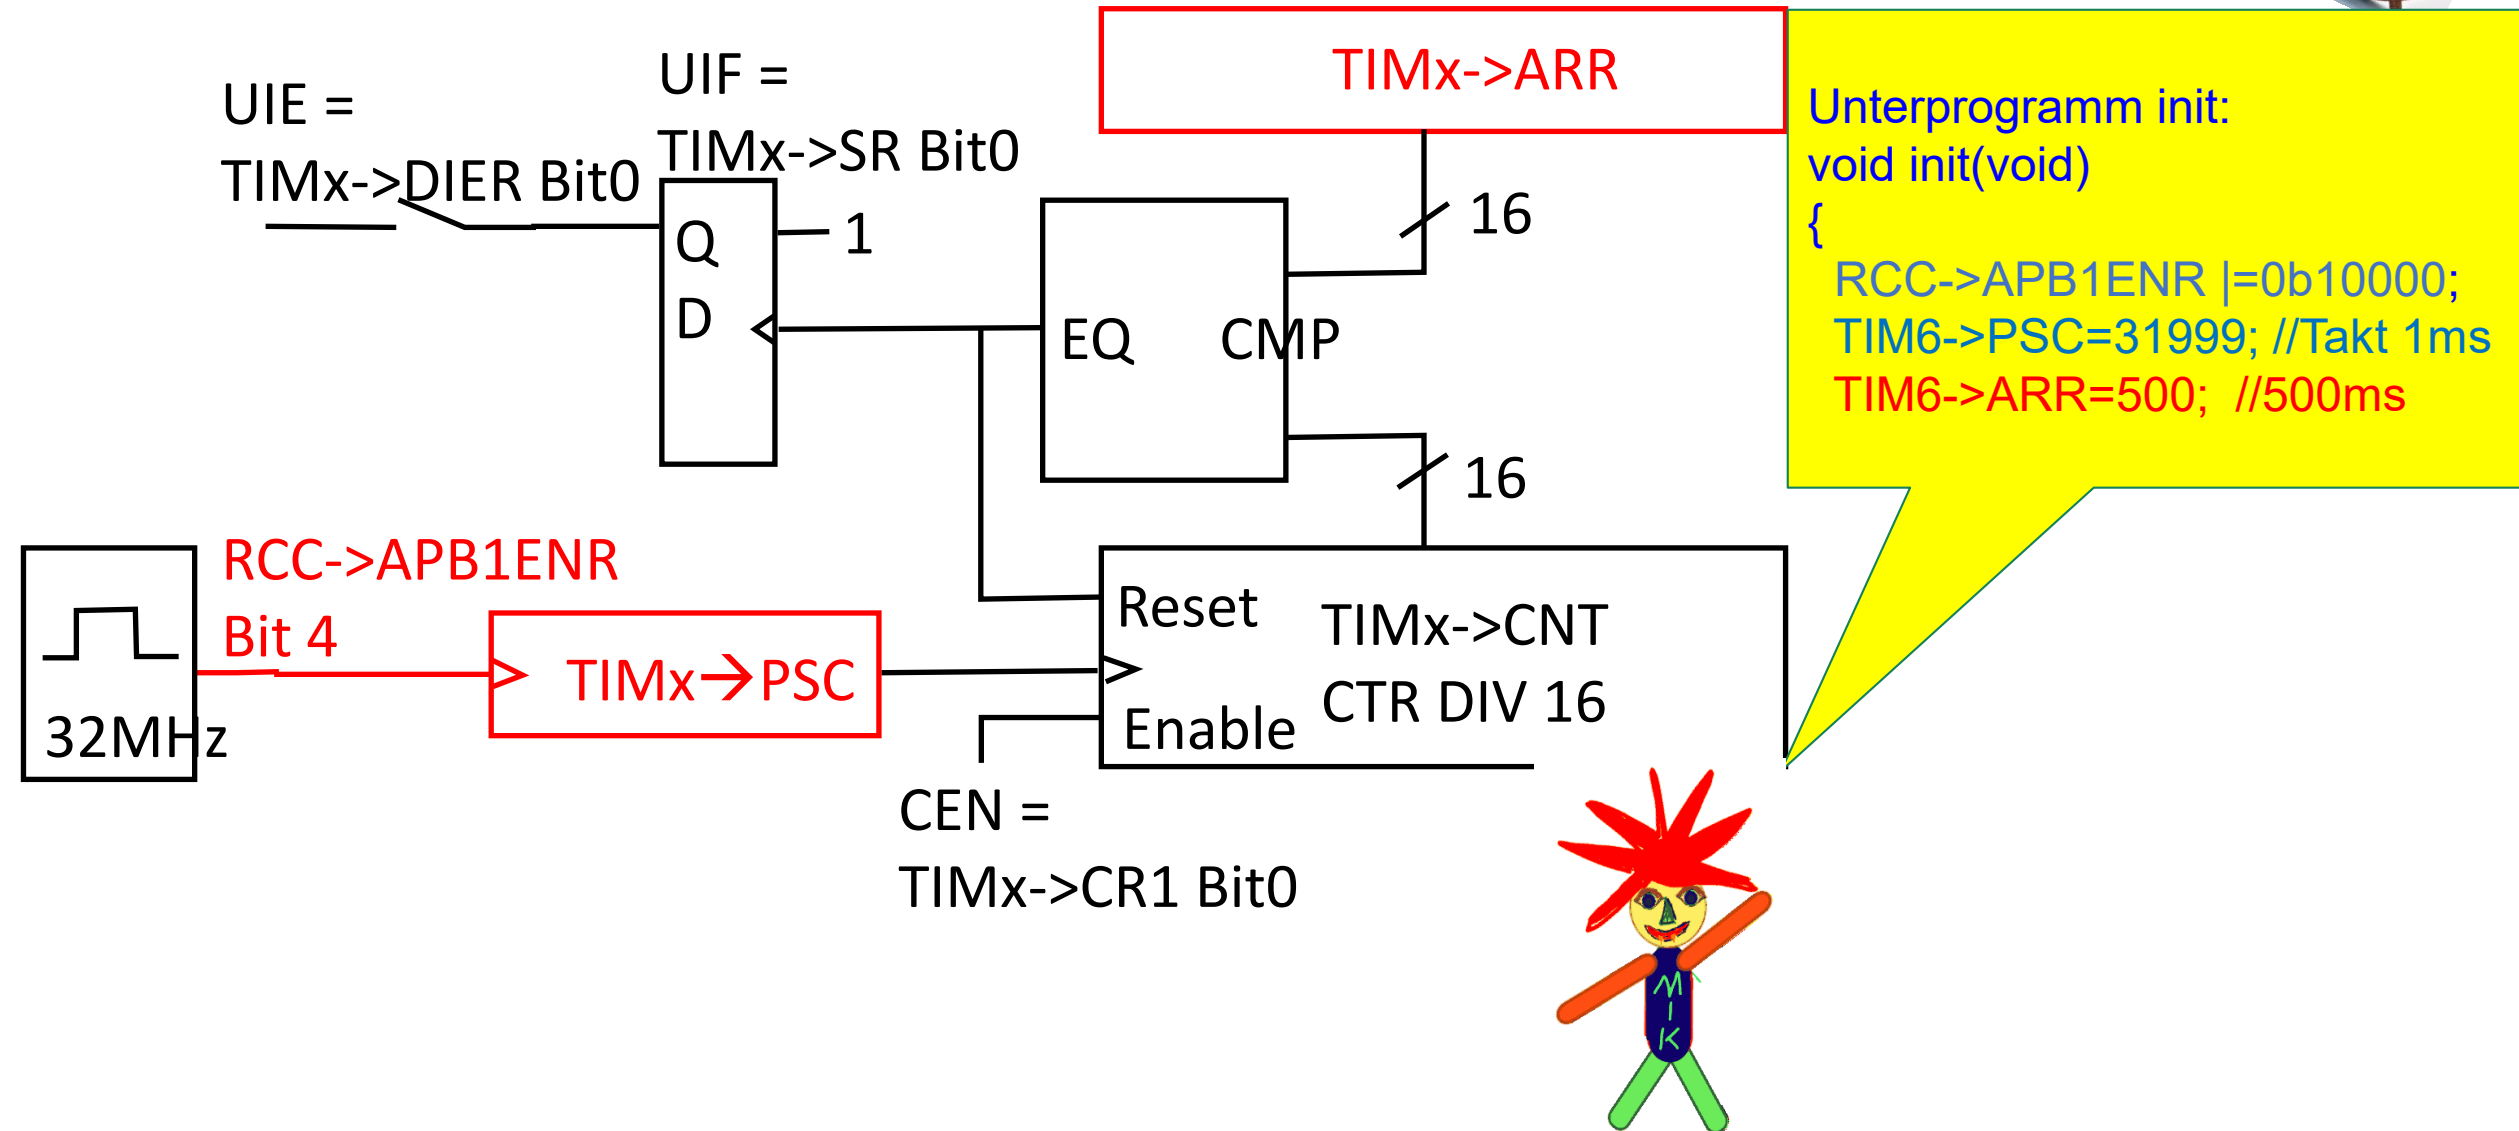 UIE =
TIMx->DIER Bit0
UIF =
TIMx->SR Bit0
TIMx->ARR
Q
1
D
EQ CMP
16
16
RCC->APB1ENR
Bit 4
32MHz
TIMx→PSC
Reset
TIMx->CNT
CTR DIV 16
Enable
CEN =
TIMx->CR1 Bit0
Unterprogramm init:
void init(void)
{
RCC->APB1ENR |=0b10000;
TIM6->PSC=31999; //Takt 1ms
TIM6->ARR=500; //500ms
M
I
K